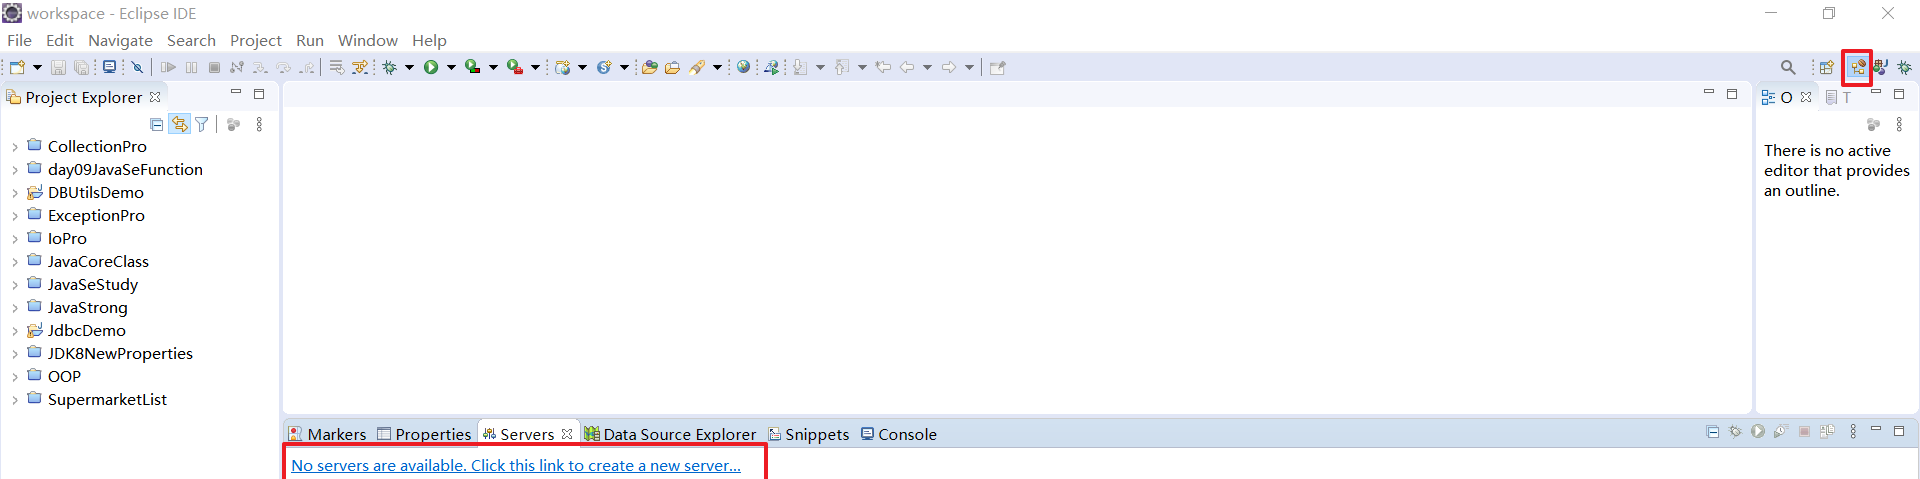 workspace - Eclipse IDE
File Edit Navigate Search Project Run Window Help
Project Explorer
O T
CollectionPro
day09JavaSeFunction
DBUtilsDemo
ExceptionPro
IoPro
JavaCoreClass
JavaSeStudy
JavaStrong
JdbcDemo
JDK8NewProperties
OOP
SupermarketList
There is no active
editor that provides
an outline.
Markers Properties Servers Data Source Explorer Snippets Console
No servers are available. Click this link to create a new server...